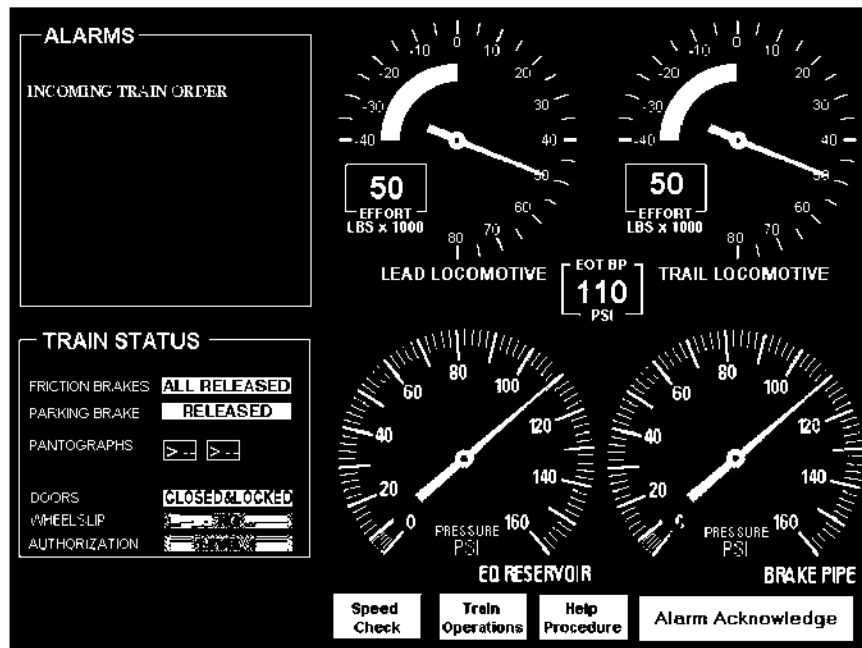 ALARMS
INCOMING TRAIN ORDER
-40
-30
-20
-10
0
10
20
30
40
50
60
70
80
50
EFFORT
LBS x 1000
LEAD LOCOMOTIVE
-40
-30
-20
-10
0
10
20
30
40
50
60
70
80
50
EFFORT
LBS x 1000
TRAIL LOCOMOTIVE
EOT BP
110
PSI
TRAIN STATUS
FRICTION BRAKES ALL RELEASED
PARKING BRAKE RELEASED
PANTOGRAPHS >-- >--
DOORS CLOSED&LOCKED
WHEELSLIP
AUTHORIZATION
0
20
40
60
80
100
120
140
160
PRESSURE
PSI
EQ RESERVOIR
0
20
40
60
80
100
120
140
160
PRESSURE
PSI
BRAKE PIPE
Speed
Check
Train
Operations
Help
Procedure
Alarm Acknowledge